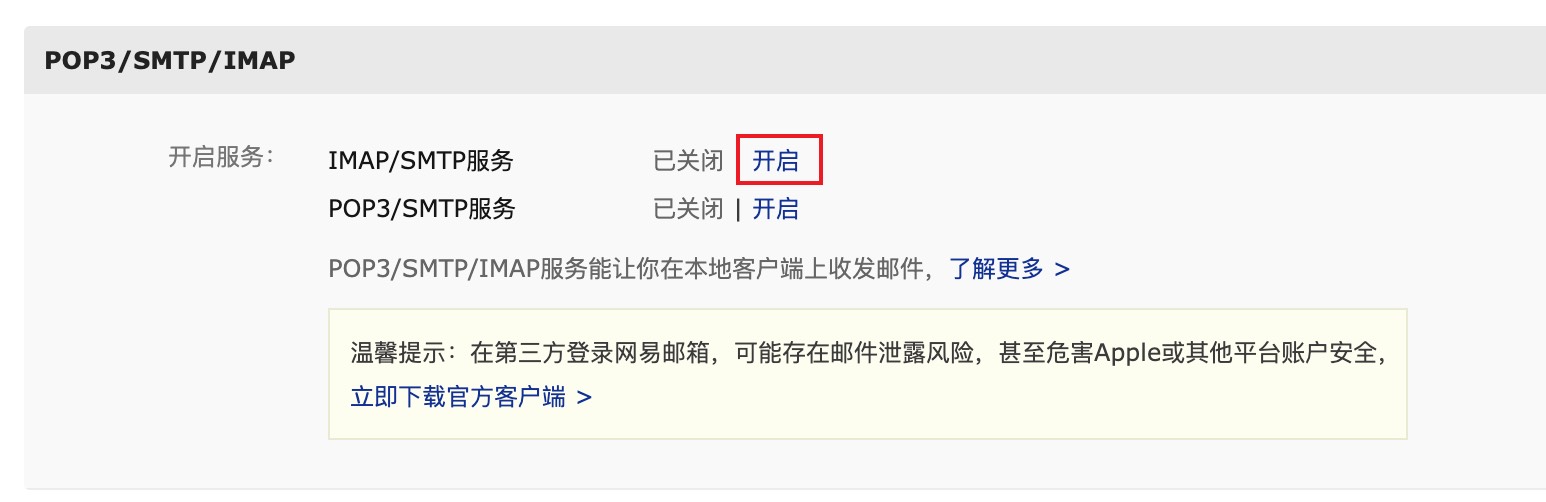 POP3/SMTP/IMAP
开启服务： IMAP/SMTP服务 已关闭 开启
POP3/SMTP服务 已关闭 | 开启
POP3/SMTP/IMAP服务能让你在本地客户端上收发邮件，了解更多 >
温馨提示：在第三方登录网易邮箱，可能存在邮件泄露风险，甚至危害Apple或其他平台账户安全，
立即下载官方客户端 >